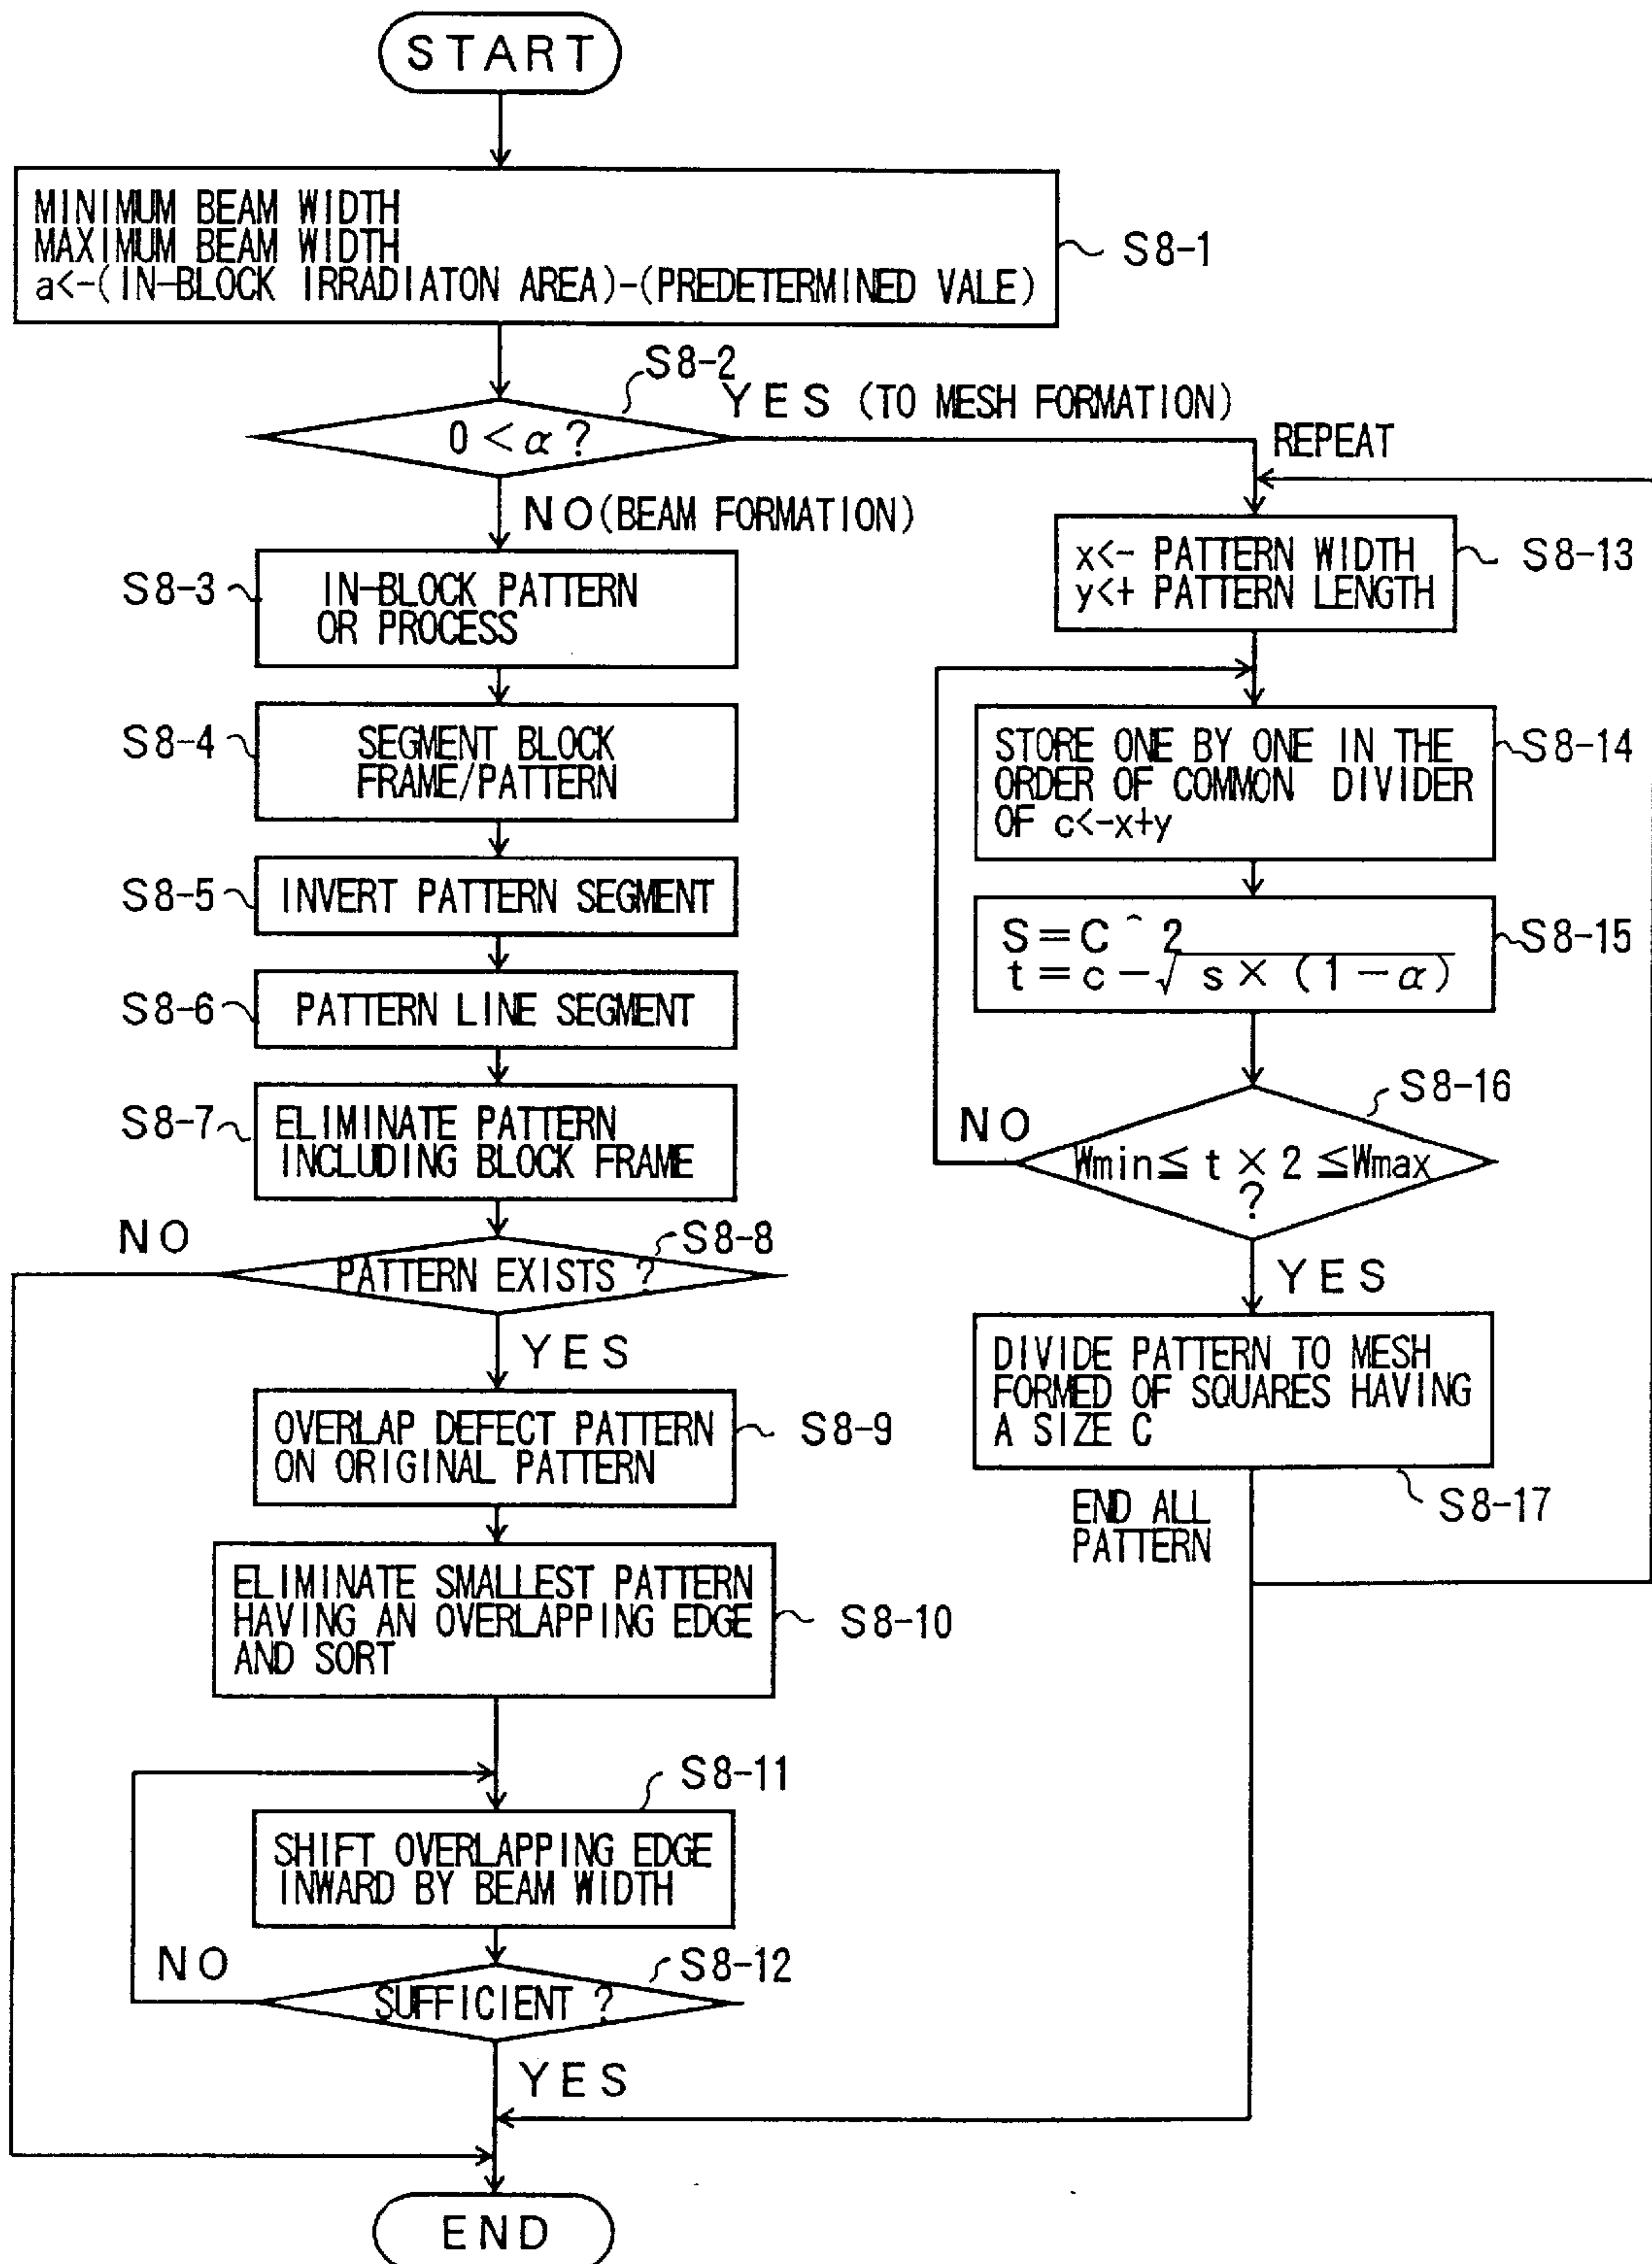 START
MINIMUM BEAM WIDTH
MAXIMUM BEAM WIDTH
a<-(IN-BLOCK IRRADIATON AREA)-(PREDETERMINED VALE)
S8-1
S8-2
0 < α ?
YES (TO MESH FORMATION)
REPEAT
NO (BEAM FORMATION)
S8-3
IN-BLOCK PATTERN
OR PROCESS
S8-4
SEGMENT BLOCK
FRAME/PATTERN
S8-5
INVERT PATTERN SEGMENT
S8-6
PATTERN LINE SEGMENT
S8-7
ELIMINATE PATTERN
INCLUDING BLOCK FRAME
NO
S8-8
PATTERN EXISTS ?
YES
OVERLAP DEFECT PATTERN
ON ORIGINAL PATTERN
S8-9
ELIMINATE SMALLEST PATTERN
HAVING AN OVERLAPPING EDGE
AND SORT
S8-10
S8-11
SHIFT OVERLAPPING EDGE
INWARD BY BEAM WIDTH
NO
S8-12
SUFFICIENT ?
YES
x<- PATTERN WIDTH
y<+ PATTERN LENGTH
S8-13
STORE ONE BY ONE IN THE
ORDER OF COMMON DIVIDER
OF c<-x+y
S8-14
S = C ^ 2
t = c - √ s × (1 - α)
S8-15
S8-16
NO
Wmin ≦ t × 2 ≦ Wmax
?
YES
DIVIDE PATTERN TO MESH
FORMED OF SQUARES HAVING
A SIZE C
S8-17
END ALL
PATTERN
END